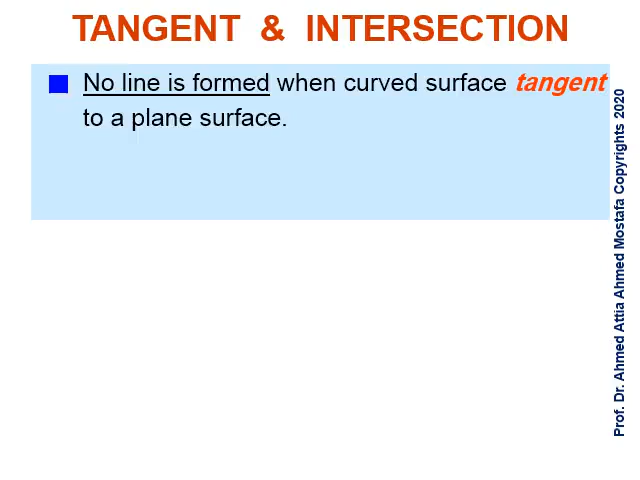 TANGENT & INTERSECTION
No line is formed when curved surface tangent
to a plane surface.
Prof. Dr. Ahmed Attia Ahmed Mostafa Copyrights 2020